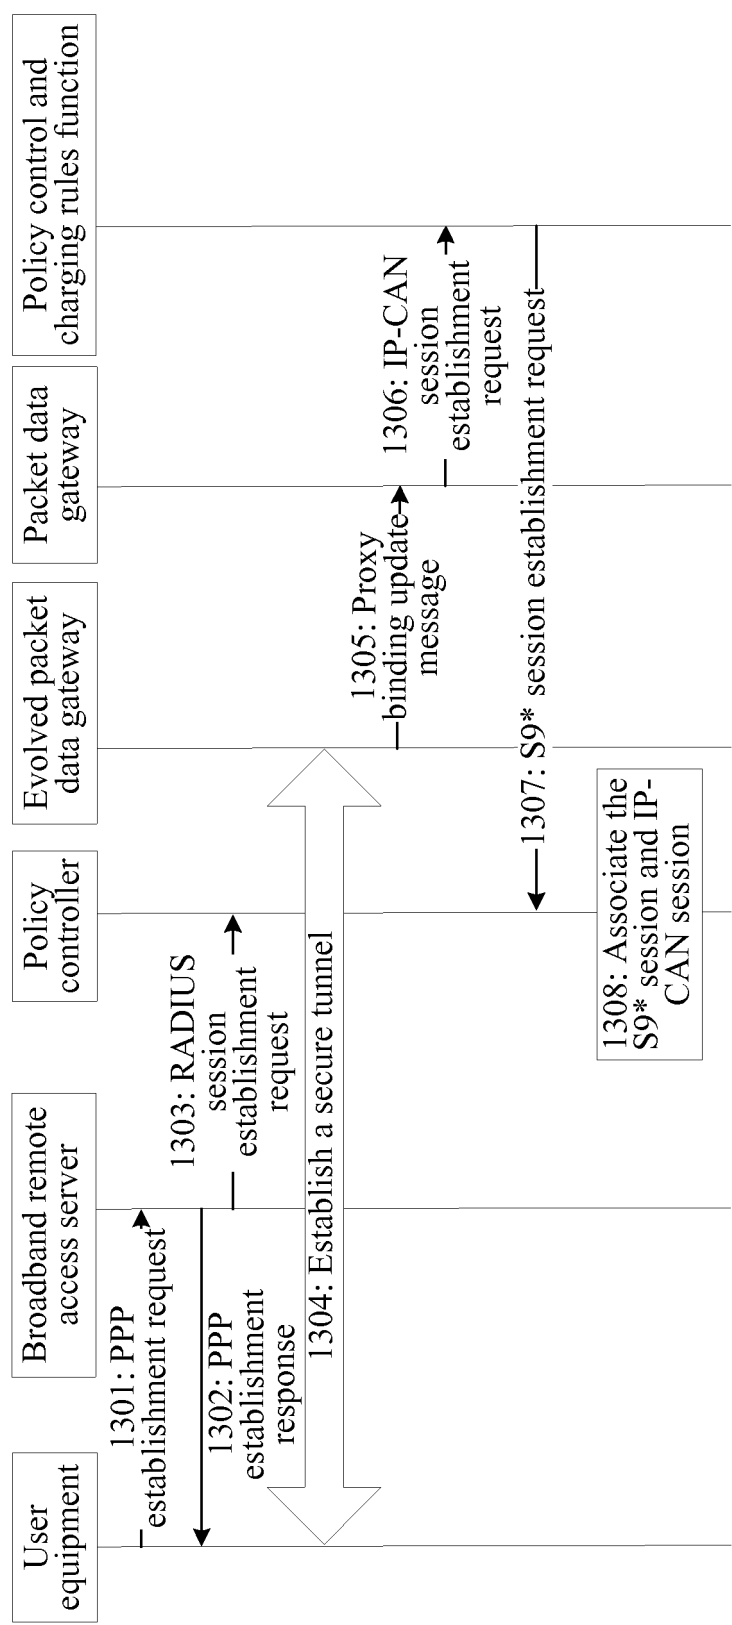 User
equipment
Broadband remote
access server
Policy
controller
Evolved packet
data gateway
Packet data
gateway
Policy control and
charging rules function
1301: PPP
establishment request
1302: PPP
establishment
response
1303: RADIUS
session
establishment
request
1304: Establish a secure tunnel
1305: Proxy
binding update
message
1306: IP-CAN
session
establishment
request
1307: S9* session establishment request
1308: Associate the
S9* session and IP-
CAN session